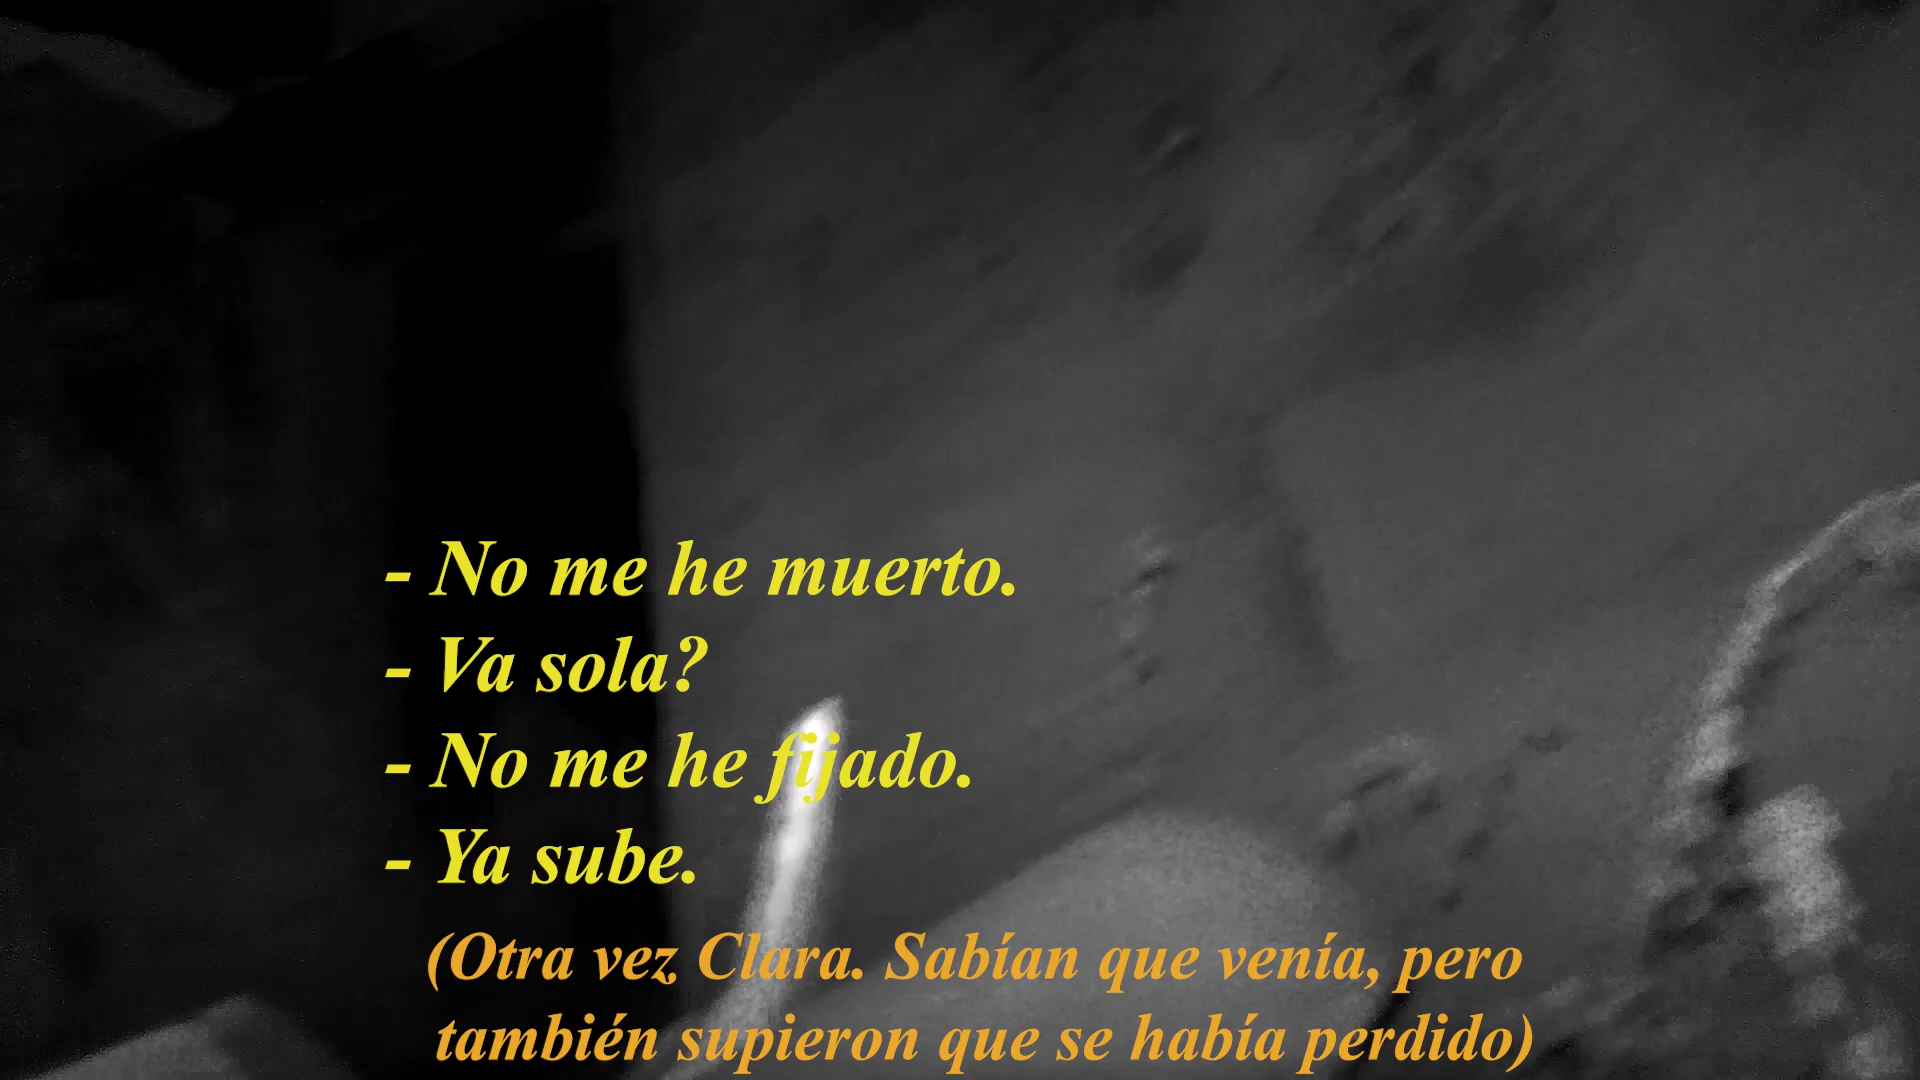 - No me he muerto.
- Va sola?
- No me he fijado.
- Ya sube.
(Otra vez Clara. Sabían que venía, pero
también supieron que se había perdido)